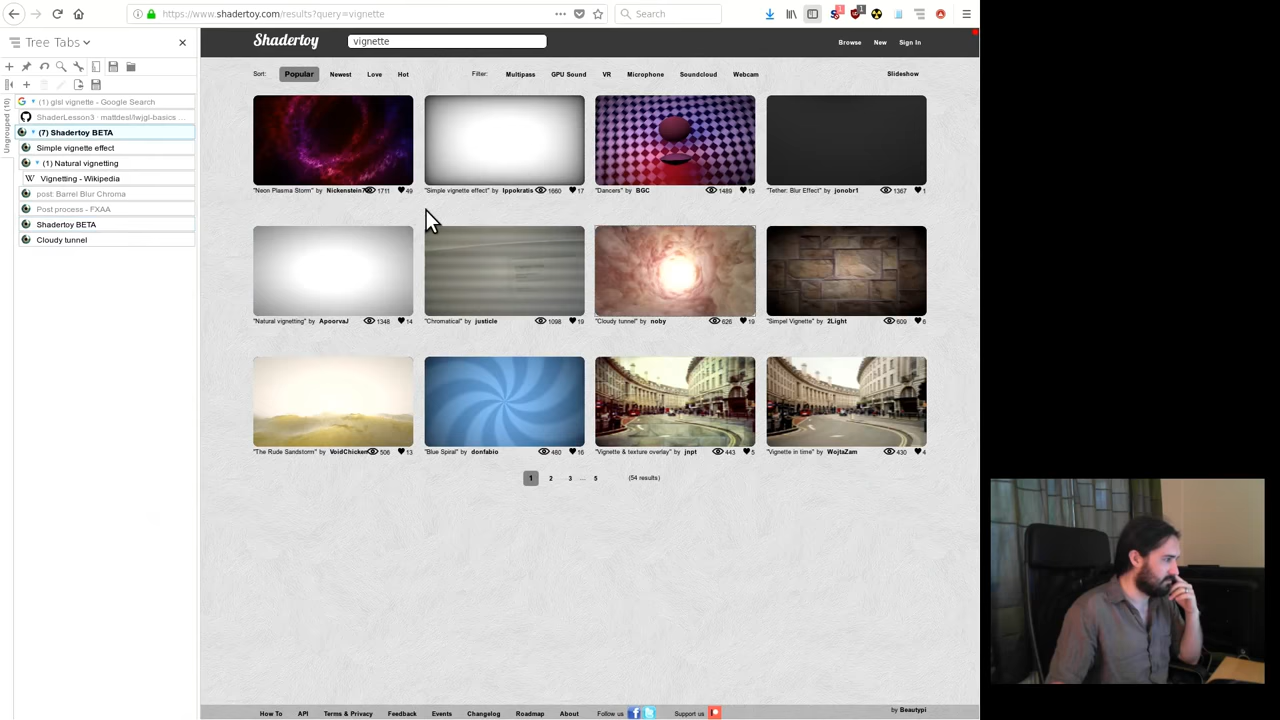 https://www.shadertoy.com/results?query=vignette
Search
1
1
Tree Tabs
Ungrouped (10)
(1) glsl vignette - Google Search
ShaderLesson3 · mattdesl/lwjgl-basics ...
(7) Shadertoy BETA
Simple vignette effect
(1) Natural vignetting
Vignetting - Wikipedia
post: Barrel Blur Chroma
Post process - FXAA
Shadertoy BETA
Cloudy tunnel
Shadertoy
vignette
Browse New Sign In
Sort: Popular Newest Love Hot Filter: Multipass GPU Sound VR Microphone Soundcloud Webcam Slideshow
"Neon Plasma Storm" by 1711 49
"Simple vignette effect" by Ippokratis 1660 17
"Dancers" by BGC 1489 19
"Tether: Blur Effect" by jonobr1 1367 1
"Natural vignetting" by ApoorvaJ 1348 14
"Chromatical" by justicle 1098 19
"Cloudy tunnel" by noby 626 19
"Simpel Vignette" by 2Light 609 6
"The Rude Sandstorm" by 506 13
"Blue Spiral" by donfabio 480 16
"Vignette & texture overlay" by jnpt 443 5
"Vignette in time" by WojtaZam 430 4
1 2 3 ... 5 (54 results)
How To API Terms & Privacy Feedback Events Changelog Roadmap About Follow us Support us by Beautypi